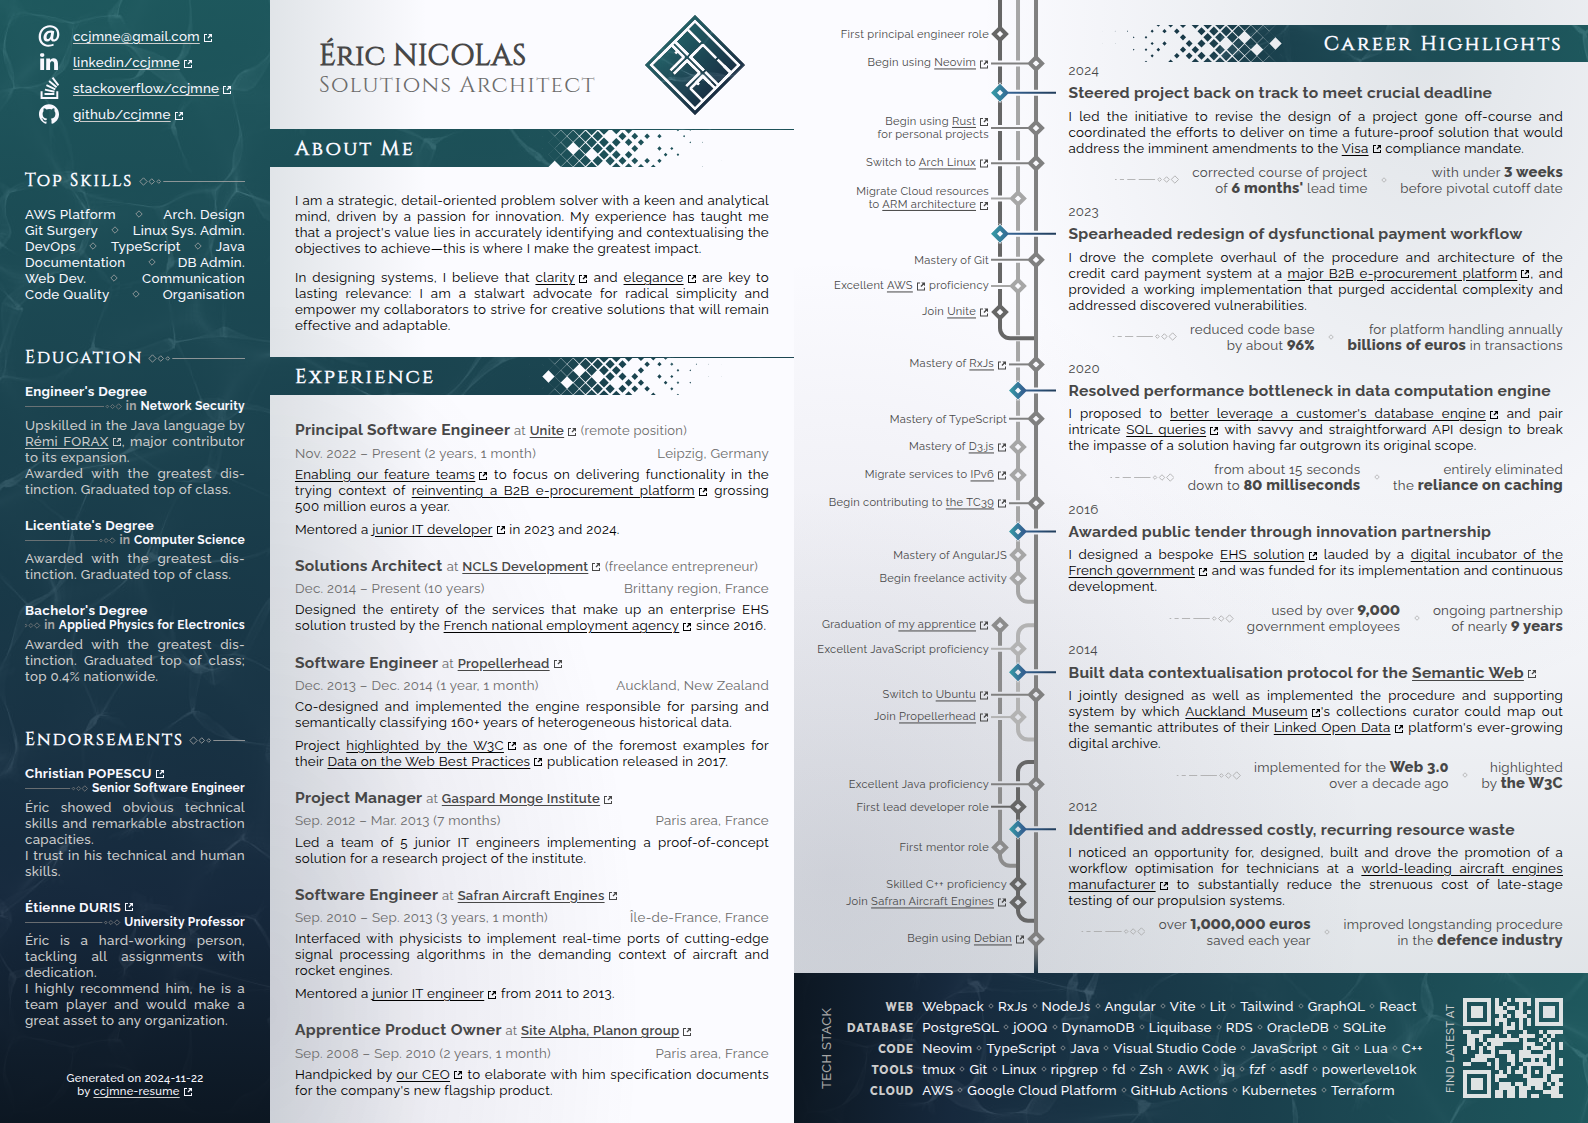 ccjmne@gmail.com
linkedin/ccjmne
stackoverflow/ccjmne
github/ccjmne
Top Skills
AWS Platform ◇ Arch. Design
Git Surgery ◇ Linux Sys. Admin.
DevOps ◇ TypeScript ◇ Java
Documentation ◇ DB Admin.
Web Dev. ◇ Communication
Code Quality ◇ Organisation
Education
Engineer's Degree
in Network Security
Upskilled in the Java language by
Rémi FORAX, major contributor
to its expansion.
Awarded with the greatest dis-
tinction. Graduated top of class.
Licentiate's Degree
in Computer Science
Awarded with the greatest dis-
tinction. Graduated top of class.
Bachelor's Degree
in Applied Physics for Electronics
Awarded with the greatest dis-
tinction. Graduated top of class;
top 0.4% nationwide.
Endorsements
Christian POPESCU
Senior Software Engineer
Éric showed obvious technical
skills and remarkable abstraction
capacities.
I trust in his technical and human
skills.
Étienne DURIS
University Professor
Éric is a hard-working person,
tackling all assignments with
dedication.
I highly recommend him, he is a
team player and would make a
great asset to any organization.
Generated on 2024-11-22
by ccjmne-resume
Éric NICOLAS
Solutions Architect
About Me
I am a strategic, detail-oriented problem solver with a keen and analytical
mind, driven by a passion for innovation. My experience has taught me
that a project's value lies in accurately identifying and contextualising the
objectives to achieve—this is where I make the greatest impact.
In designing systems, I believe that clarity and elegance are key to
lasting relevance: I am a stalwart advocate for radical simplicity and
empower my collaborators to strive for creative solutions that will remain
effective and adaptable.
Experience
Principal Software Engineer at Unite (remote position)
Nov. 2022 – Present (2 years, 1 month) Leipzig, Germany
Enabling our feature teams to focus on delivering functionality in the
trying context of reinventing a B2B e-procurement platform grossing
500 million euros a year.
Mentored a junior IT developer in 2023 and 2024.
Solutions Architect at NCLS Development (freelance entrepreneur)
Dec. 2014 – Present (10 years) Brittany region, France
Designed the entirety of the services that make up an enterprise EHS
solution trusted by the French national employment agency since 2016.
Software Engineer at Propellerhead
Dec. 2013 – Dec. 2014 (1 year, 1 month) Auckland, New Zealand
Co-designed and implemented the engine responsible for parsing and
semantically classifying 160+ years of heterogeneous historical data.
Project highlighted by the W3C as one of the foremost examples for
their Data on the Web Best Practices publication released in 2017.
Project Manager at Gaspard Monge Institute
Sep. 2012 – Mar. 2013 (7 months) Paris area, France
Led a team of 5 junior IT engineers implementing a proof-of-concept
solution for a research project of the institute.
Software Engineer at Safran Aircraft Engines
Sep. 2010 – Sep. 2013 (3 years, 1 month) Île-de-France, France
Interfaced with physicists to implement real-time ports of cutting-edge
signal processing algorithms in the demanding context of aircraft and
rocket engines.
Mentored a junior IT engineer from 2011 to 2013.
Apprentice Product Owner at Site Alpha, Planon group
Sep. 2008 – Sep. 2010 (2 years, 1 month) Paris area, France
Handpicked by our CEO to elaborate with him specification documents
for the company's new flagship product.
First principal engineer role
Begin using Neovim
Begin using Rust
for personal projects
Switch to Arch Linux
Migrate Cloud resources
to ARM architecture
Mastery of Git
Excellent AWS proficiency
Join Unite
Mastery of RxJs
Mastery of TypeScript
Mastery of D3.js
Migrate services to IPv6
Begin contributing to the TC39
Mastery of AngularJS
Begin freelance activity
Graduation of my apprentice
Excellent JavaScript proficiency
Switch to Ubuntu
Join Propellerhead
Excellent Java proficiency
First lead developer role
First mentor role
Skilled C++ proficiency
Join Safran Aircraft Engines
Begin using Debian
Career Highlights
2024
Steered project back on track to meet crucial deadline
I led the initiative to revise the design of a project gone off-course and
coordinated the efforts to deliver on time a future-proof solution that would
address the imminent amendments to the Visa compliance mandate.
corrected course of project ◇ with under 3 weeks
of 6 months' lead time before pivotal cutoff date
2023
Spearheaded redesign of dysfunctional payment workflow
I drove the complete overhaul of the procedure and architecture of the
credit card payment system at a major B2B e-procurement platform, and
provided a working implementation that purged accidental complexity and
addressed discovered vulnerabilities.
reduced code base ◇ for platform handling annually
by about 96% billions of euros in transactions
2020
Resolved performance bottleneck in data computation engine
I proposed to better leverage a customer's database engine and pair
intricate SQL queries with savvy and straightforward API design to break
the impasse of a solution having far outgrown its original scope.
from about 15 seconds ◇ entirely eliminated
down to 80 milliseconds the reliance on caching
2016
Awarded public tender through innovation partnership
I designed a bespoke EHS solution lauded by a digital incubator of the
French government and was funded for its implementation and continuous
development.
used by over 9,000 ◇ ongoing partnership
government employees of nearly 9 years
2014
Built data contextualisation protocol for the Semantic Web
I jointly designed as well as implemented the procedure and supporting
system by which Auckland Museum's collections curator could map out
the semantic attributes of their Linked Open Data platform's ever-growing
digital archive.
implemented for the Web 3.0 ◇ highlighted
over a decade ago by the W3C
2012
Identified and addressed costly, recurring resource waste
I noticed an opportunity for, designed, built and drove the promotion of a
workflow optimisation for technicians at a world-leading aircraft engines
manufacturer to substantially reduce the strenuous cost of late-stage
testing of our propulsion systems.
over 1,000,000 euros ◇ improved longstanding procedure
saved each year in the defence industry
TECH STACK
WEB Webpack ◇ RxJs ◇ NodeJs ◇ Angular ◇ Vite ◇ Lit ◇ Tailwind ◇ GraphQL ◇ React
DATABASE PostgreSQL ◇ jOOQ ◇ DynamoDB ◇ Liquibase ◇ RDS ◇ OracleDB ◇ SQLite
CODE Neovim ◇ TypeScript ◇ Java ◇ Visual Studio Code ◇ JavaScript ◇ Git ◇ Lua ◇ C++
TOOLS tmux ◇ Git ◇ Linux ◇ ripgrep ◇ fd ◇ Zsh ◇ AWK ◇ jq ◇ fzf ◇ asdf ◇ powerlevel10k
CLOUD AWS ◇ Google Cloud Platform ◇ GitHub Actions ◇ Kubernetes ◇ Terraform
FIND LATEST AT